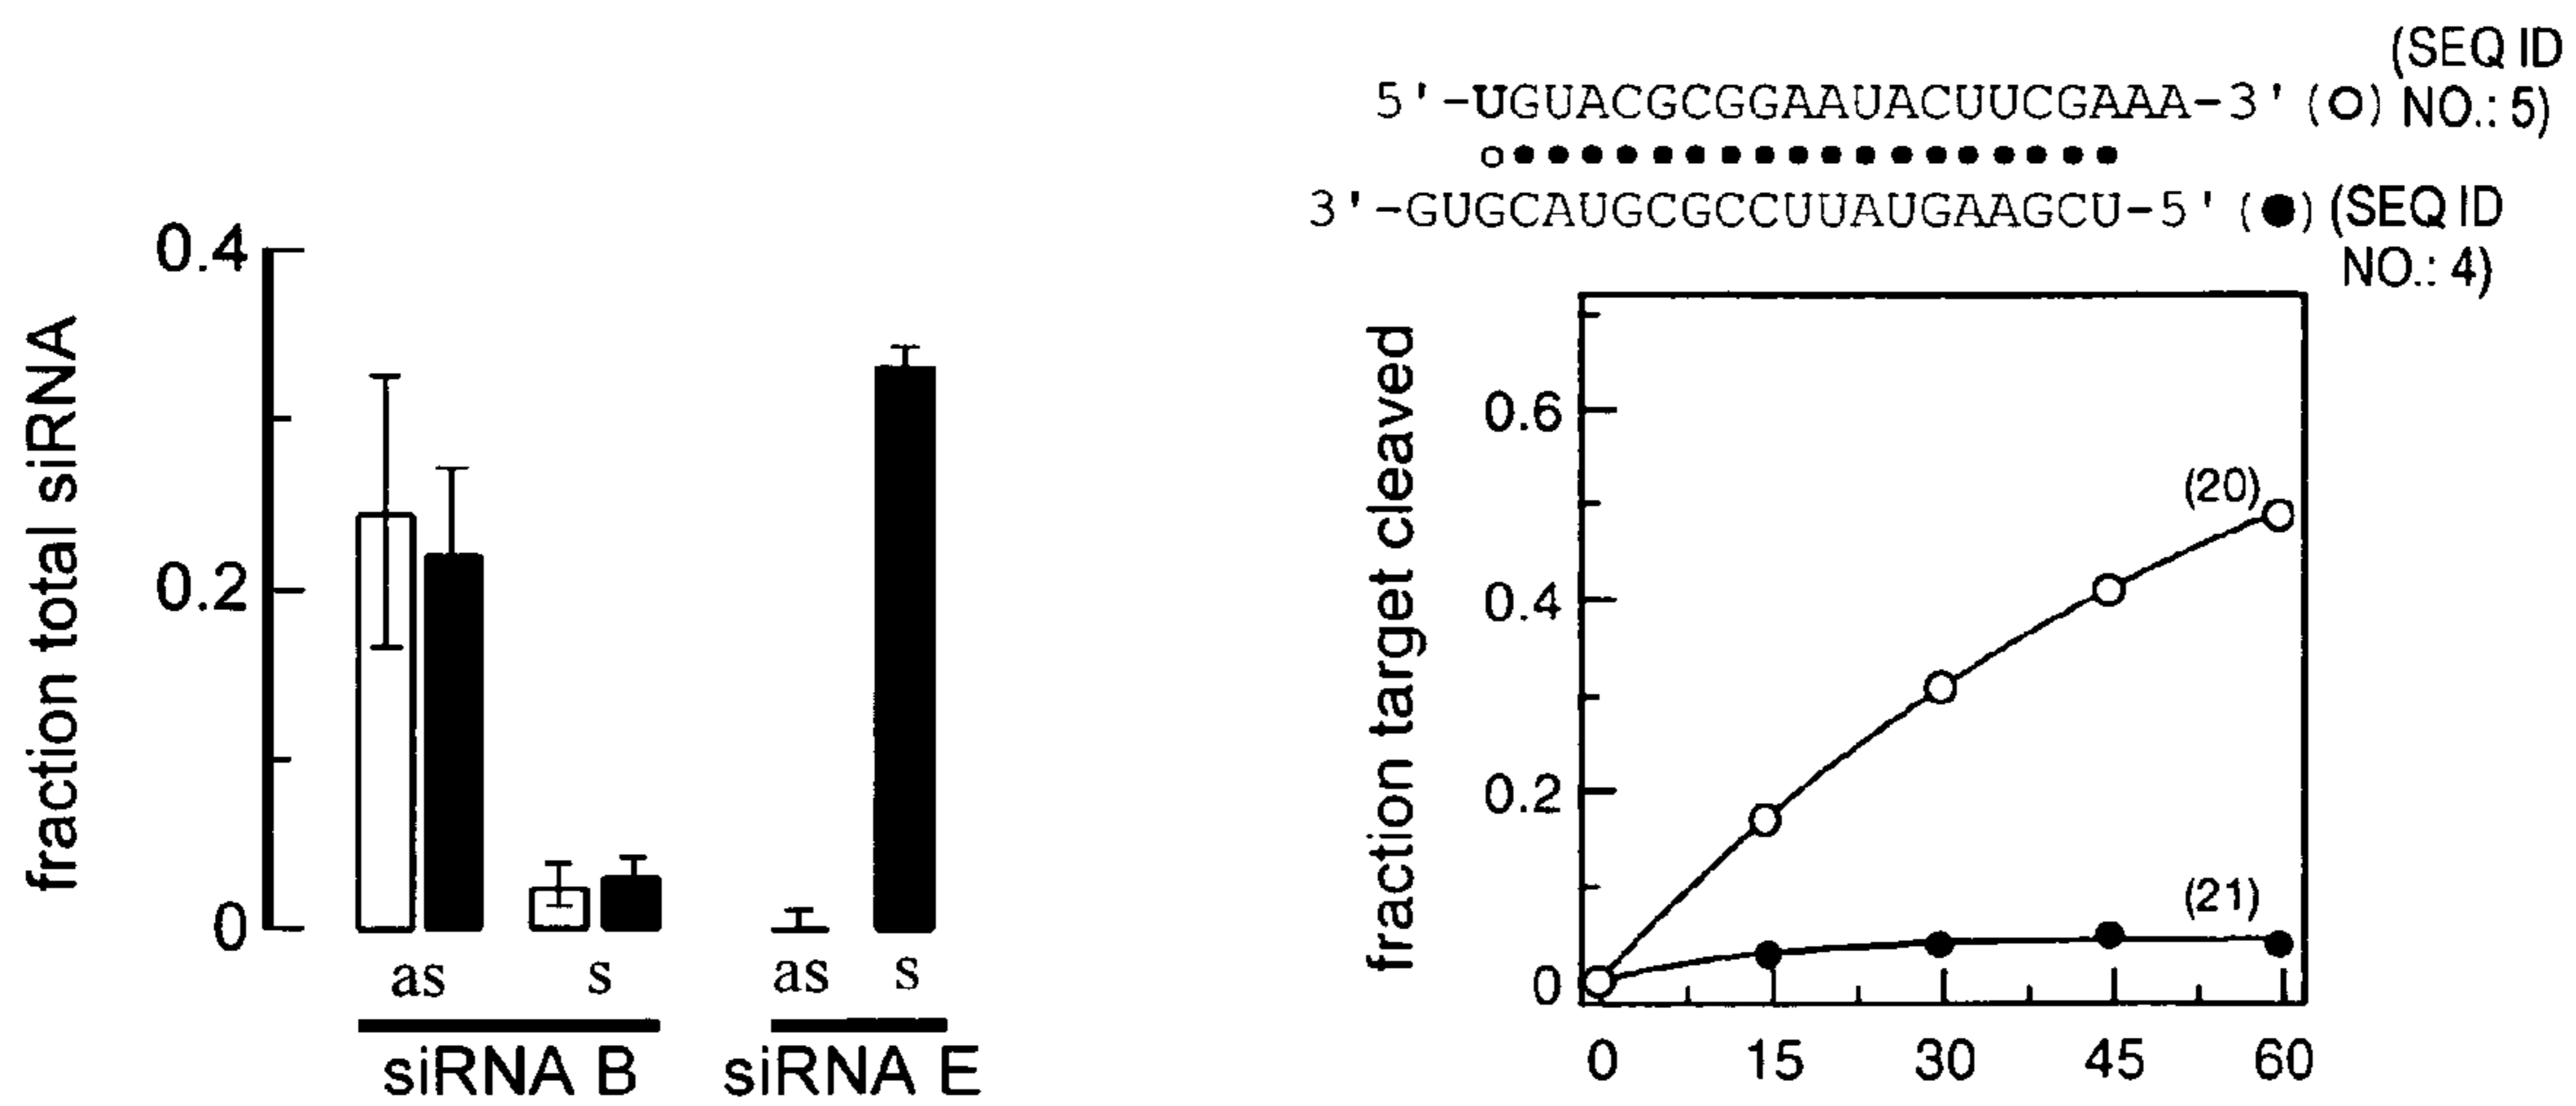 fraction total siRNA
0.4
0.2
0
as s as s
siRNA B siRNA E
(SEQ ID
5'-UGUACGCGGAAUACUUCGAAA-3' (O) NO.: 5)
3'-GUGCAUGCGCCUUAUGAAGCU-5' (●) (SEQ ID
NO.: 4)
fraction target cleaved
0.6
0.4
0.2
0
(20)
(21)
0 15 30 45 60